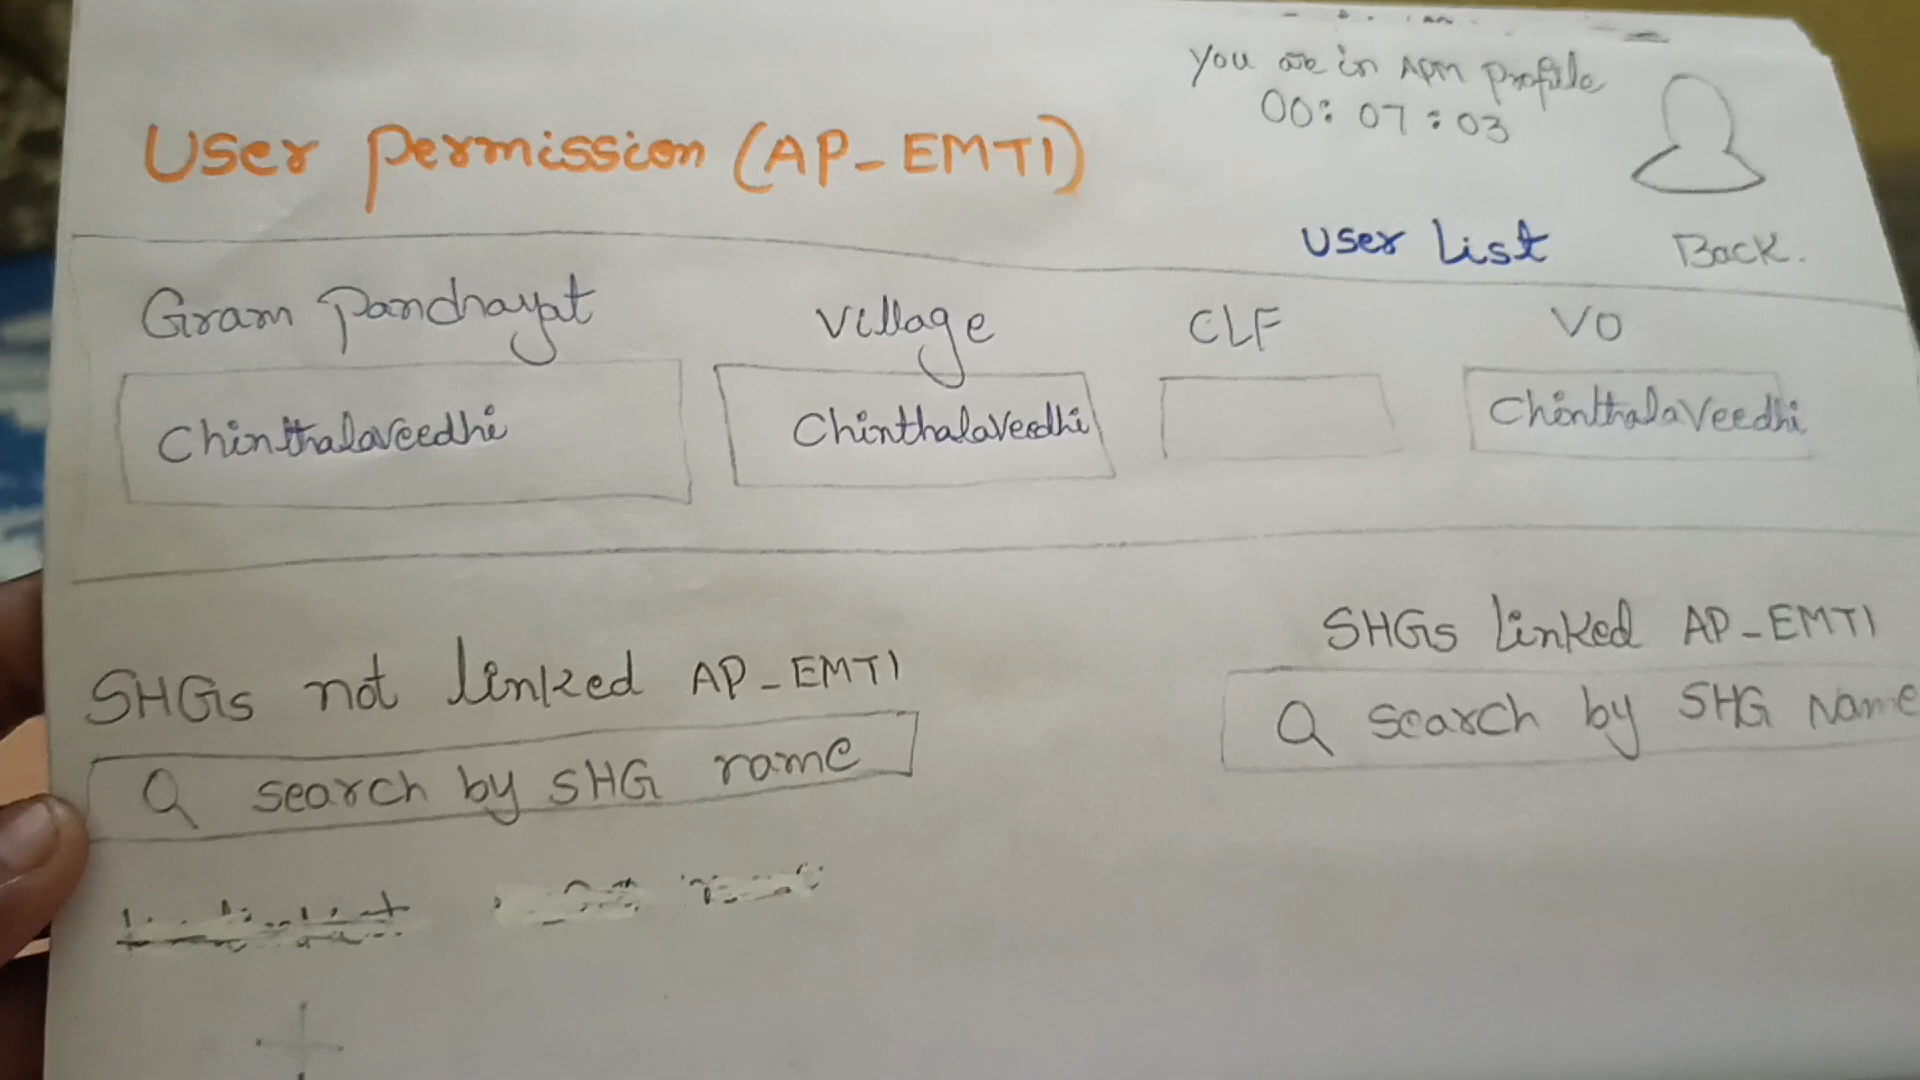 You are in APM profile
00:07:03
User Permission (AP-EMTI)
User List
Back.
Gram Panchayat
Village
CLF
VO
Chinthalaveedhi
Chinthalaveedhi
ChinthalaVeedhi
SHGs not linked AP-EMTI
SHGs linked AP-EMTI
search by SHG name
search by SHG Name